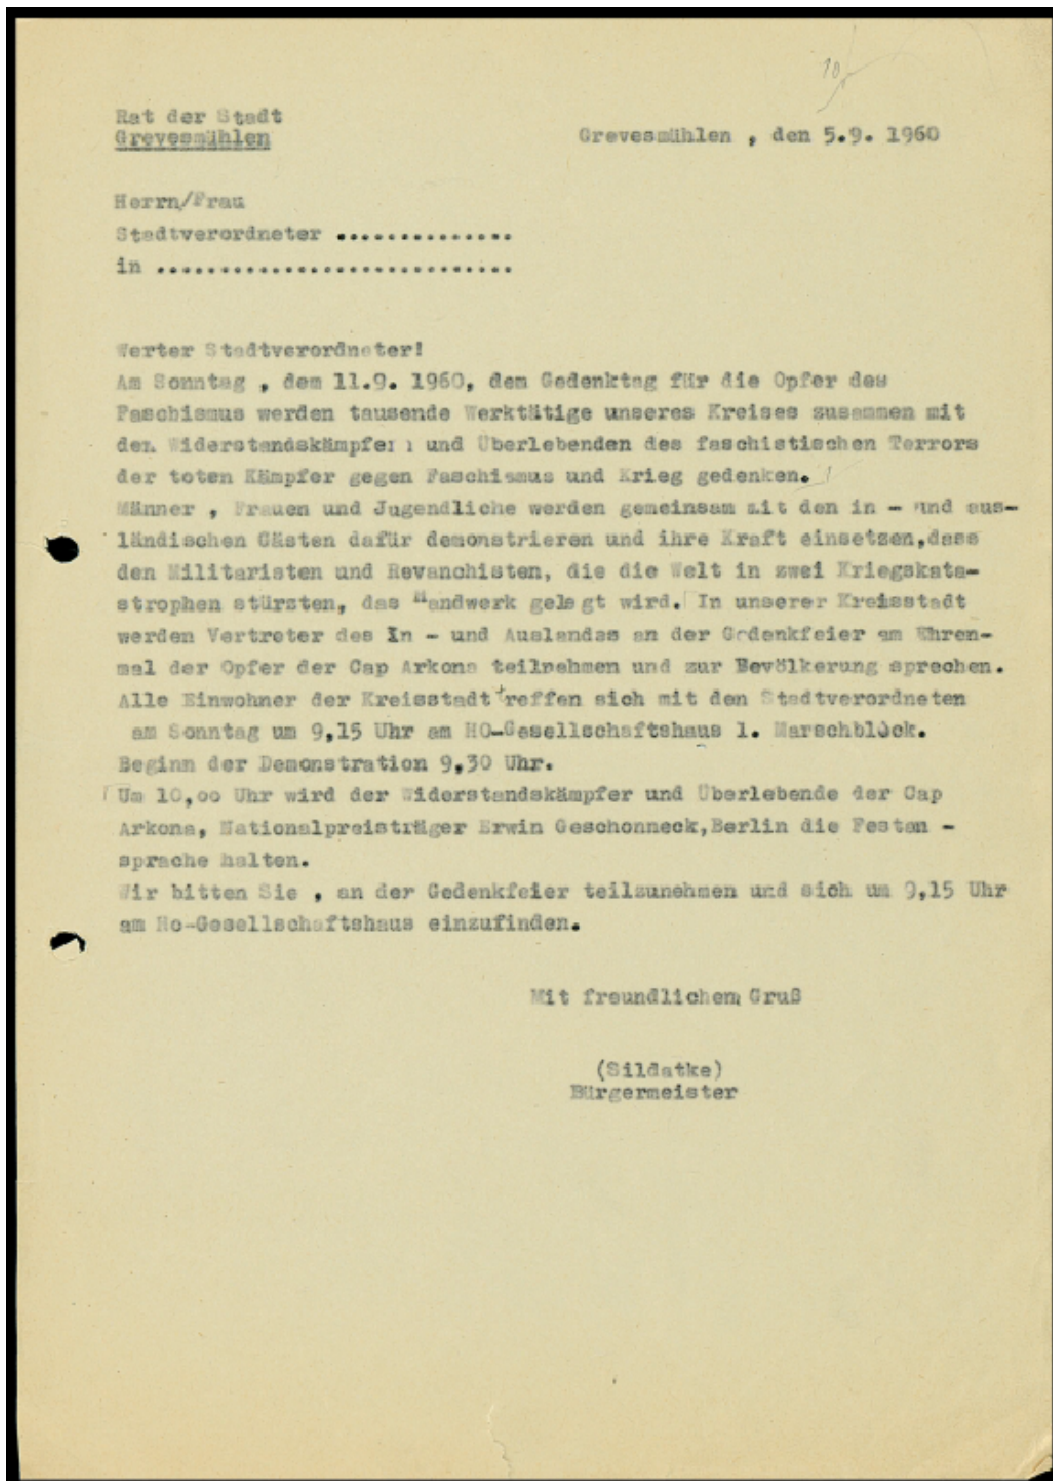 10
Rat der Stadt
Grevesmühlen
Grevesmühlen , den 5.9. 1960
Herrn/Frau
Stadtverordneter ..............
in ............................
Werter Stadtverordneter!
Am Sonntag , dem 11.9. 1960, dem Gedenktag für die Opfer des
Faschismus werden tausende Werktätige unseres Kreises zusammen mit
den Widerstandskämpfern und Überlebenden des faschistischen Terrors
der toten Kämpfer gegen Faschismus und Krieg gedenken.
Männer , Frauen und Jugendliche werden gemeinsam mit den in - und aus-
ländischen Gästen dafür demonstrieren und ihre Kraft einsetzen,dass
den Militaristen und Revanchisten, die die Welt in zwei Kriegskata-
strophen stürzten, das Handwerk gelegt wird. In unserer Kreisstadt
werden Vertreter des In - und Auslandes an der Gedenkfeier am Ehren-
mal der Opfer der Cap Arkona teilnehmen und zur Bevölkerung sprechen.
Alle Einwohner der Kreisstadt treffen sich mit den Stadtverordneten
am Sonntag um 9,15 Uhr am HO-Gesellschaftshaus 1. Marschblock.
Beginn der Demonstration 9,30 Uhr.
Um 10,oo Uhr wird der Widerstandskämpfer und Überlebende der Cap
Arkona, Nationalpreisträger Erwin Geschonneck,Berlin die Festan -
sprache halten.
Wir bitten Sie , an der Gedenkfeier teilzunehmen und sich um 9,15 Uhr
am Ho-Gesellschaftshaus einzufinden.
Mit freundlichem Gruß
(Sildatke)
Bürgermeister